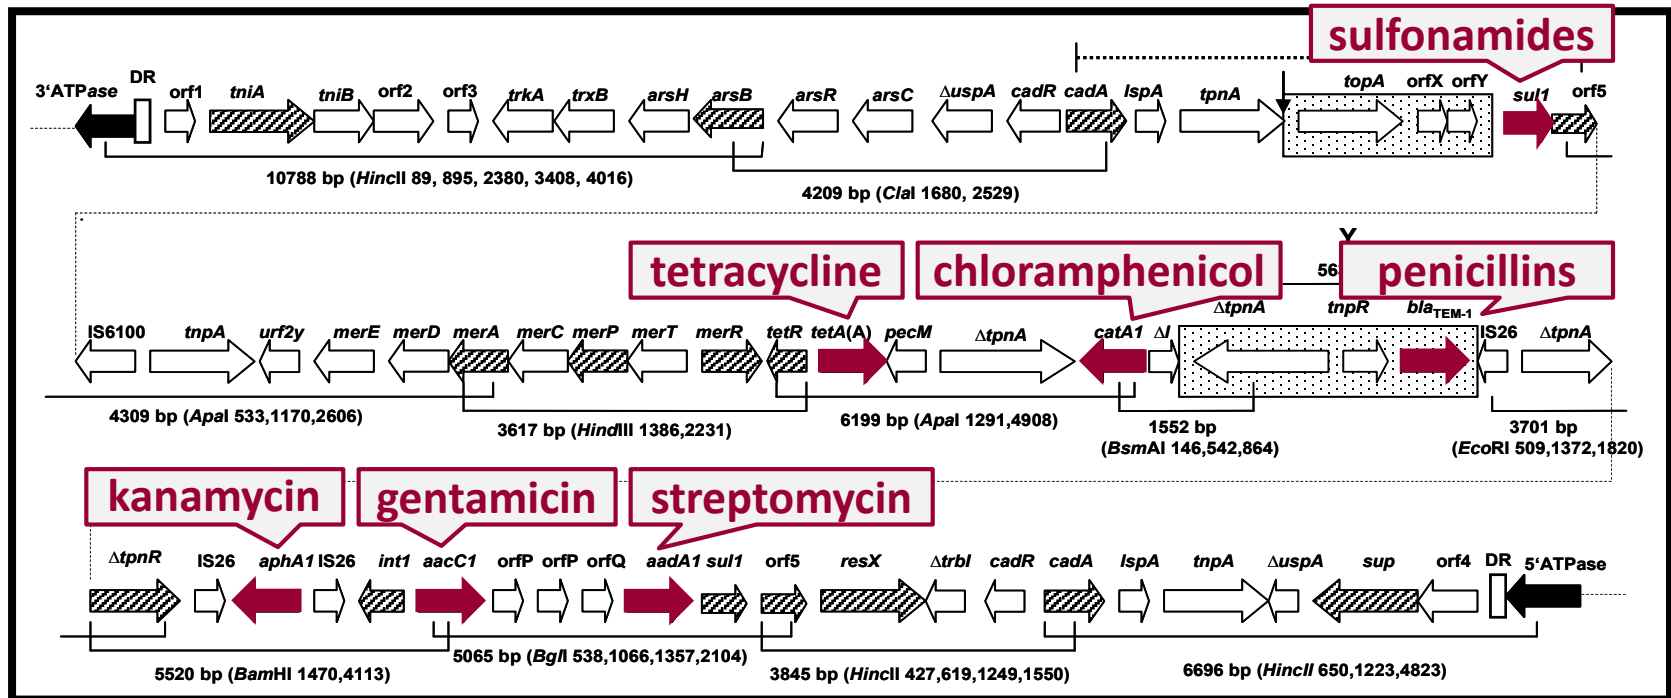 sulfonamides
3‘ATPase DR orf1 tniA tniB orf2 orf3 trkA trxB arsH arsB arsR arsC ΔuspA cadR cadA lspA tpnA topA orfX orfY sul1 orf5
10788 bp (HincII 89, 895, 2380, 3408, 4016)
4209 bp (ClaI 1680, 2529)
tetracycline chloramphenicol penicillins
IS6100 tnpA urf2y merE merD merA merC merP merT merR tetR tetA(A) pecM ΔtpnA catA1 ΔI ΔtpnA tnpR blaTEM-1 IS26 ΔtpnA
4309 bp (ApaI 533,1170,2606)
3617 bp (HindIII 1386,2231)
6199 bp (ApaI 1291,4908)
1552 bp
(BsmAI 146,542,864)
3701 bp
(EcoRI 509,1372,1820)
kanamycin gentamicin streptomycin
ΔtpnR IS26 aphA1 IS26 int1 aacC1 orfP orfP orfQ aadA1 sul1 orf5 resX ΔtrbI cadR cadA lspA tnpA ΔuspA sup orf4 DR 5‘ATPase
5520 bp (BamHI 1470,4113)
5065 bp (BglI 538,1066,1357,2104)
3845 bp (HincII 427,619,1249,1550)
6696 bp (HincII 650,1223,4823)